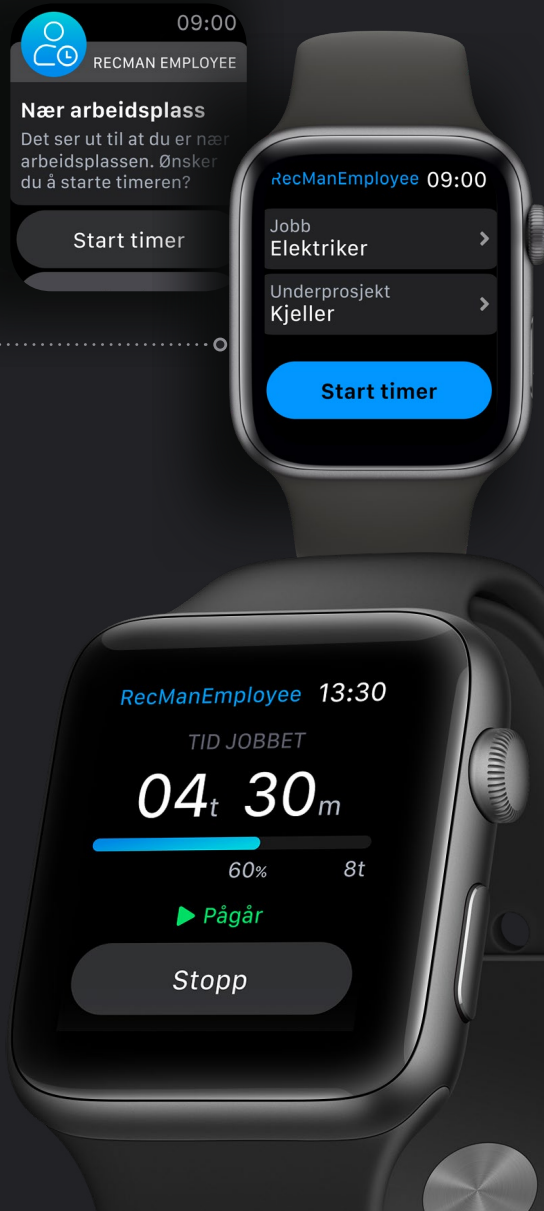 09:00
RECMAN EMPLOYEE
Nær arbeidsplass
Det ser ut til at du er nær
arbeidsplassen. Ønsker
du å starte timeren?
Start timer
RecManEmployee 09:00
Jobb
Elektriker
Underprosjekt
Kjeller
Start timer
RecManEmployee 13:30
TID JOBBET
04t 30m
60% 8t
Pågår
Stopp